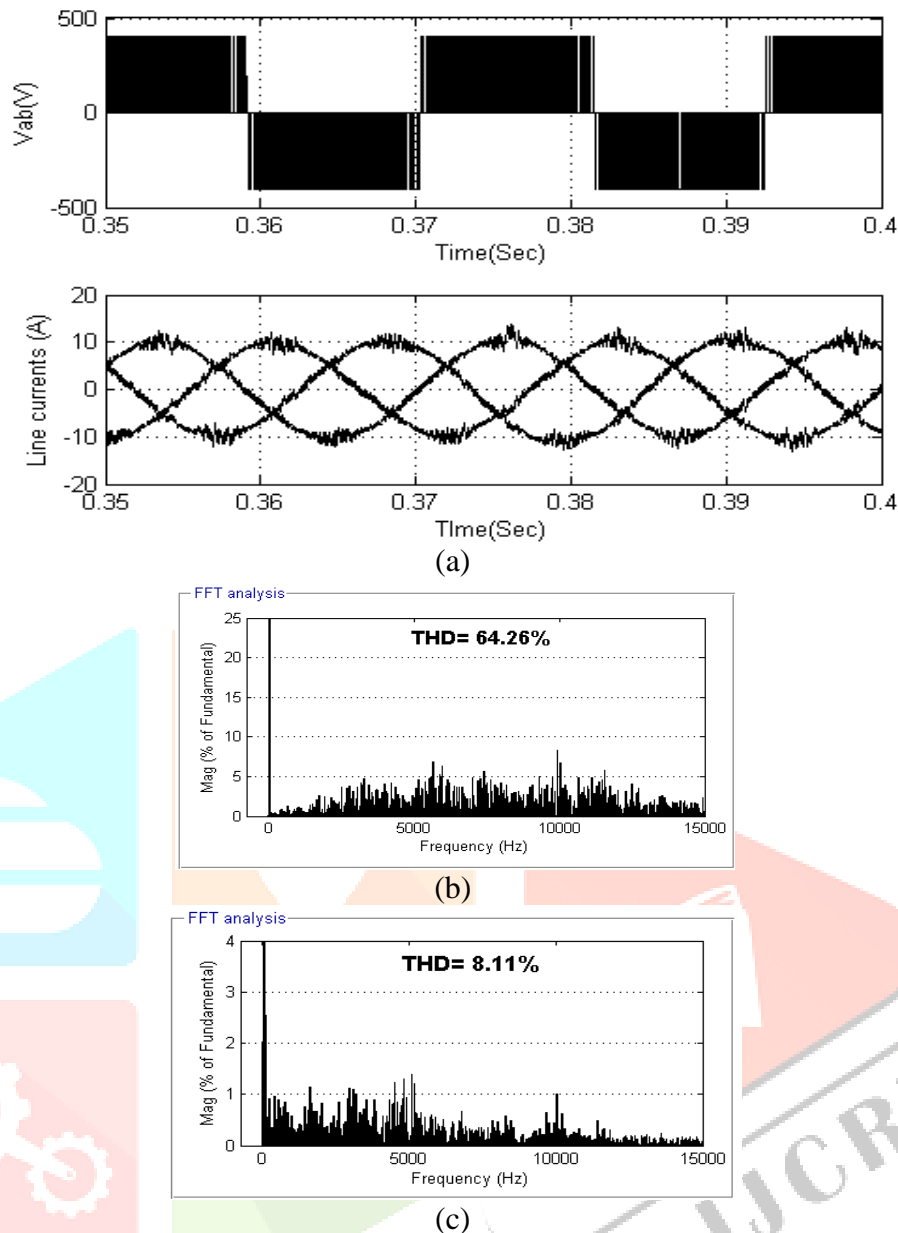 500
0
-500
Vab(V)
0.35 0.36 0.37 0.38 0.39 0.4
Time(Sec)
20
10
0
-10
-20
Line currents (A)
0.35 0.36 0.37 0.38 0.39 0.4
TIme(Sec)
(a)
FFT analysis
THD= 64.26%
25
20
15
10
5
0
Mag (% of Fundamental)
0 5000 10000 15000
Frequency (Hz)
(b)
FFT analysis
THD= 8.11%
4
3
2
1
0
Mag (% of Fundamental)
0 5000 10000 15000
Frequency (Hz)
(c)